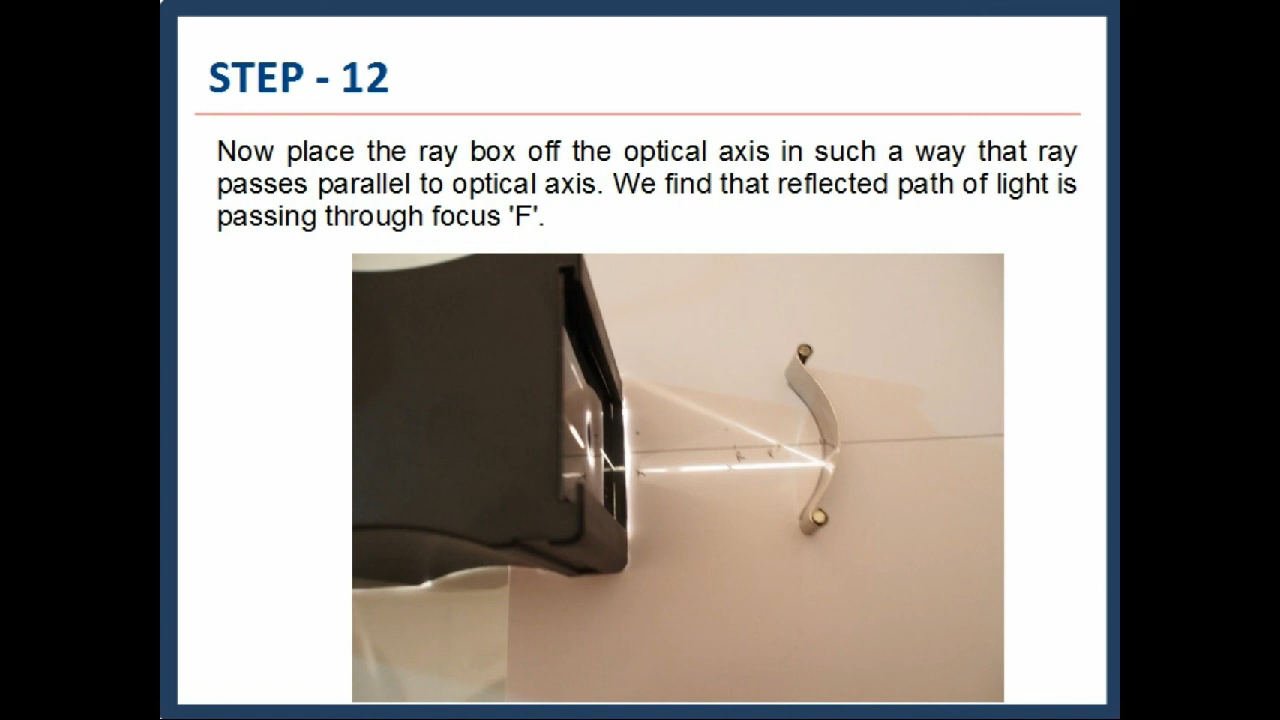 STEP - 12
Now place the ray box off the optical axis in such a way that ray
passes parallel to optical axis. We find that reflected path of light is
passing through focus 'F'.